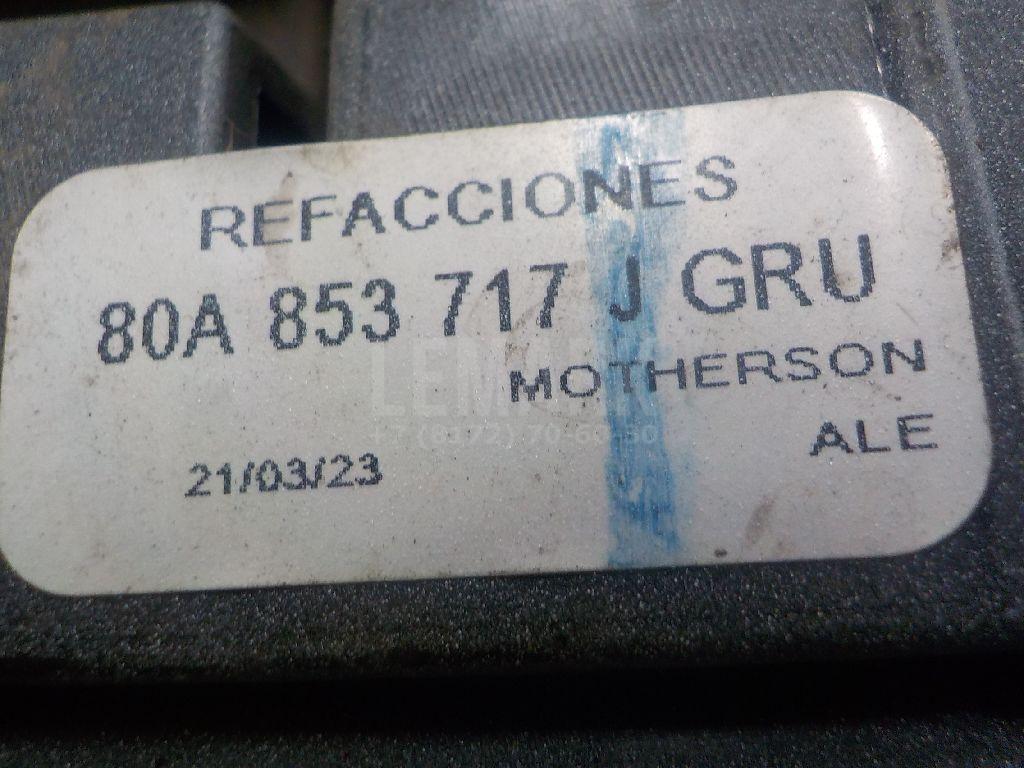 REFACCIONES
80A 853 717 J GRU
MOTHERSON
ALE
21/03/23